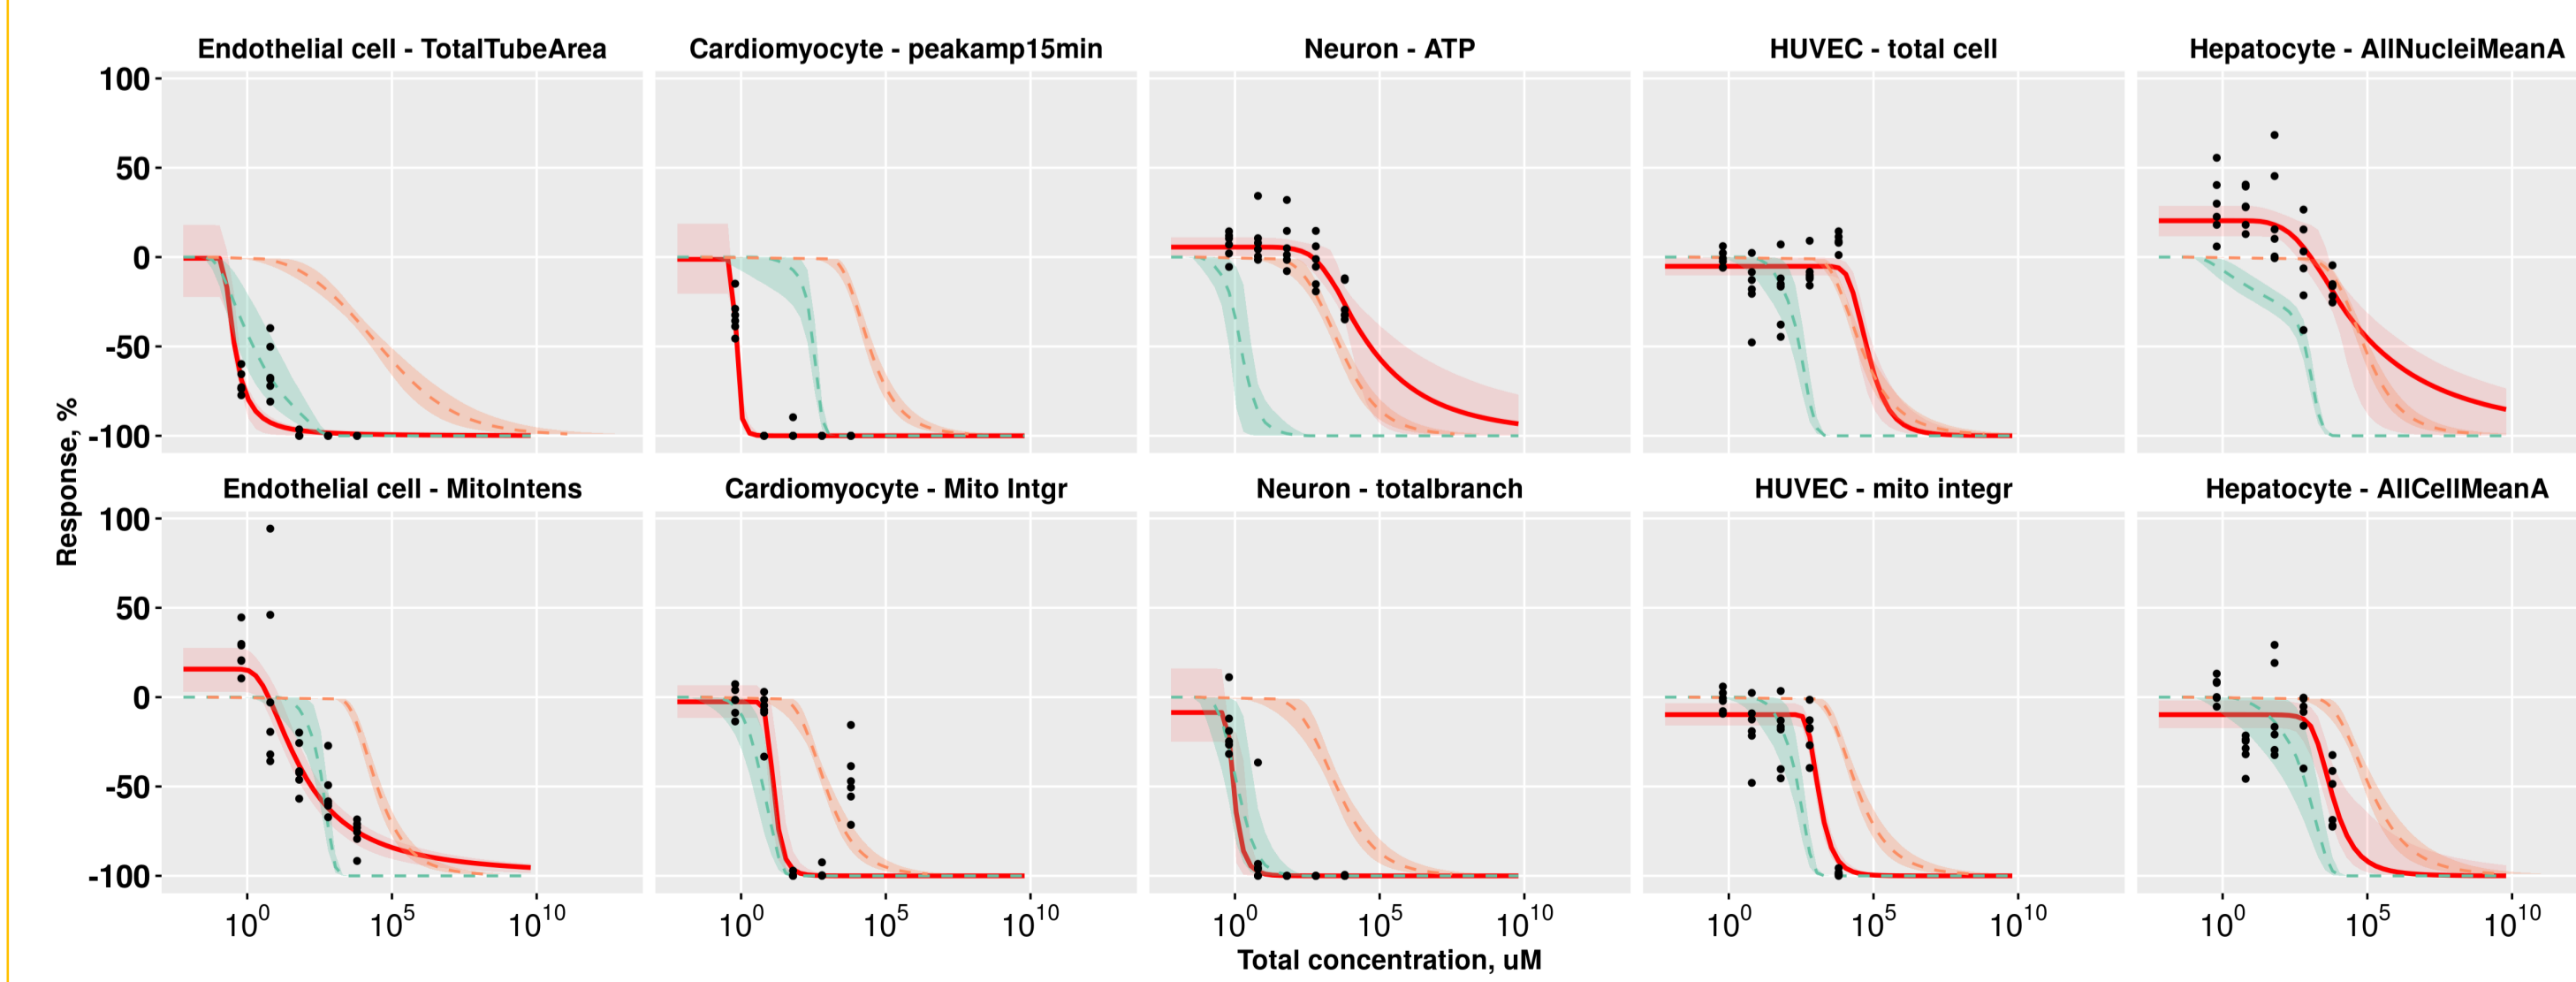 Endothelial cell - TotalTubeArea
Cardiomyocyte - peakamp15min
Neuron - ATP
HUVEC - total cell
Hepatocyte - AllNucleiMeanA
100
50
0
-50
-100
Response, %
Endothelial cell - MitoIntens
Cardiomyocyte - Mito Intgr
Neuron - totalbranch
HUVEC - mito integr
Hepatocyte - AllCellMeanA
100
50
0
-50
-100
10^0 10^5 10^10
10^0 10^5 10^10
10^0 10^5 10^10
10^0 10^5 10^10
10^0 10^5 10^10
Total concentration, uM